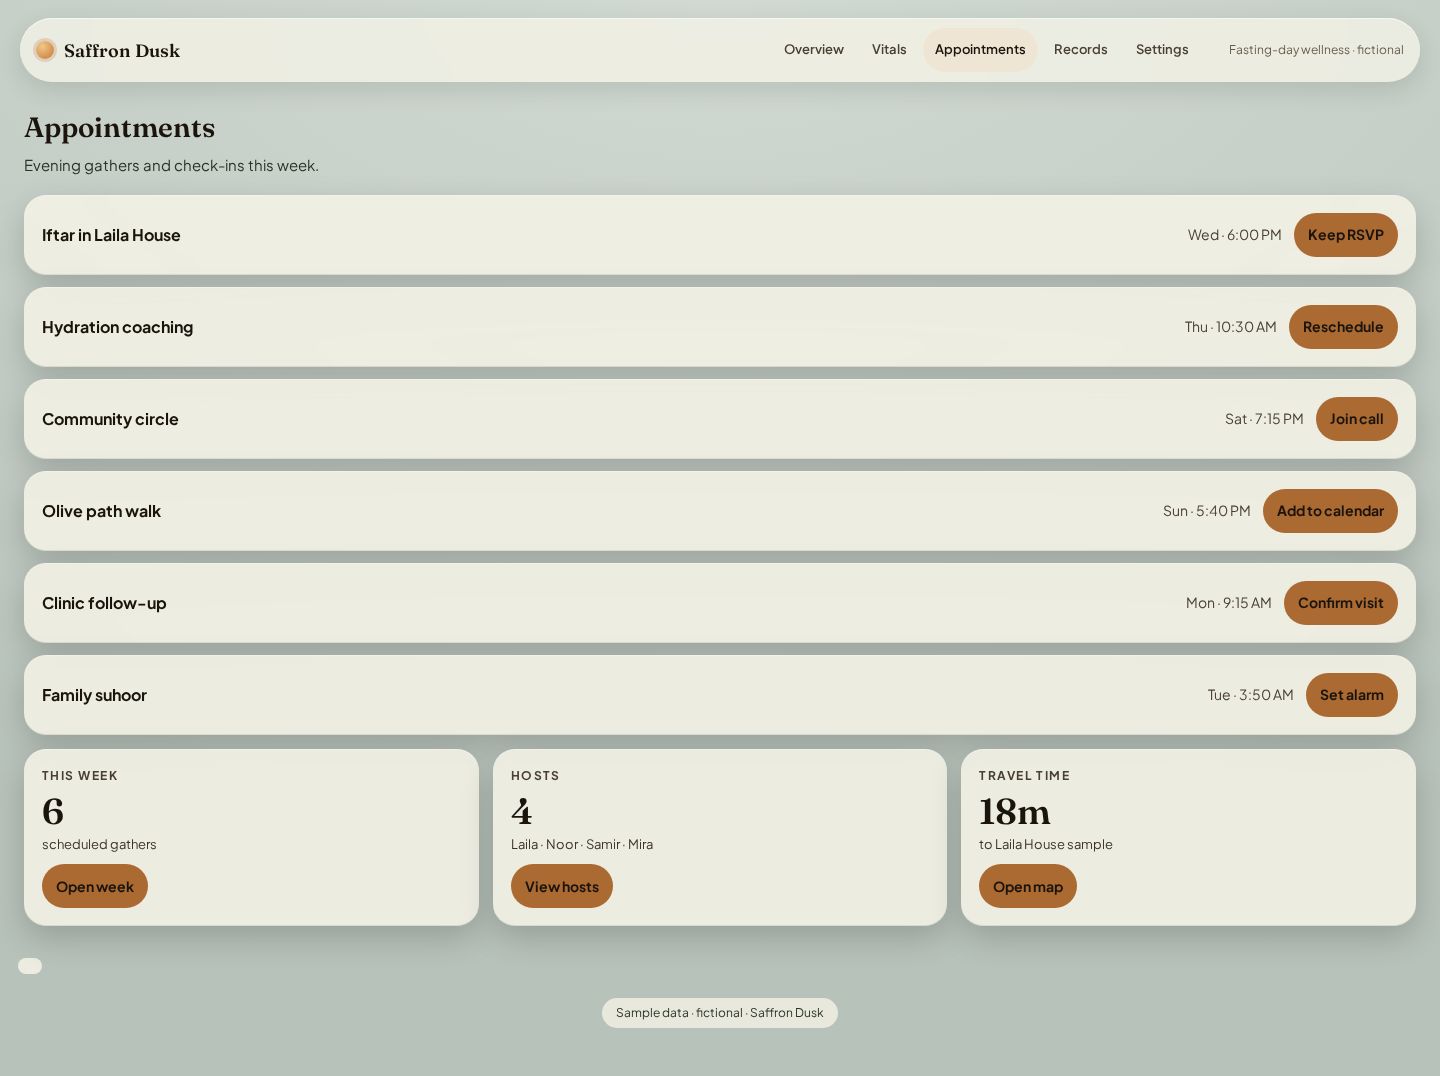 Saffron Dusk
Overview Vitals Appointments Records Settings Fasting-day wellness · fictional
Appointments
Evening gathers and check-ins this week.
Iftar in Laila House Wed · 6:00 PM Keep RSVP
Hydration coaching Thu · 10:30 AM Reschedule
Community circle Sat · 7:15 PM Join call
Olive path walk Sun · 5:40 PM Add to calendar
Clinic follow-up Mon · 9:15 AM Confirm visit
Family suhoor Tue · 3:50 AM Set alarm
THIS WEEK
6
scheduled gathers
Open week
HOSTS
4
Laila · Noor · Samir · Mira
View hosts
TRAVEL TIME
18m
to Laila House sample
Open map
Sample data · fictional · Saffron Dusk